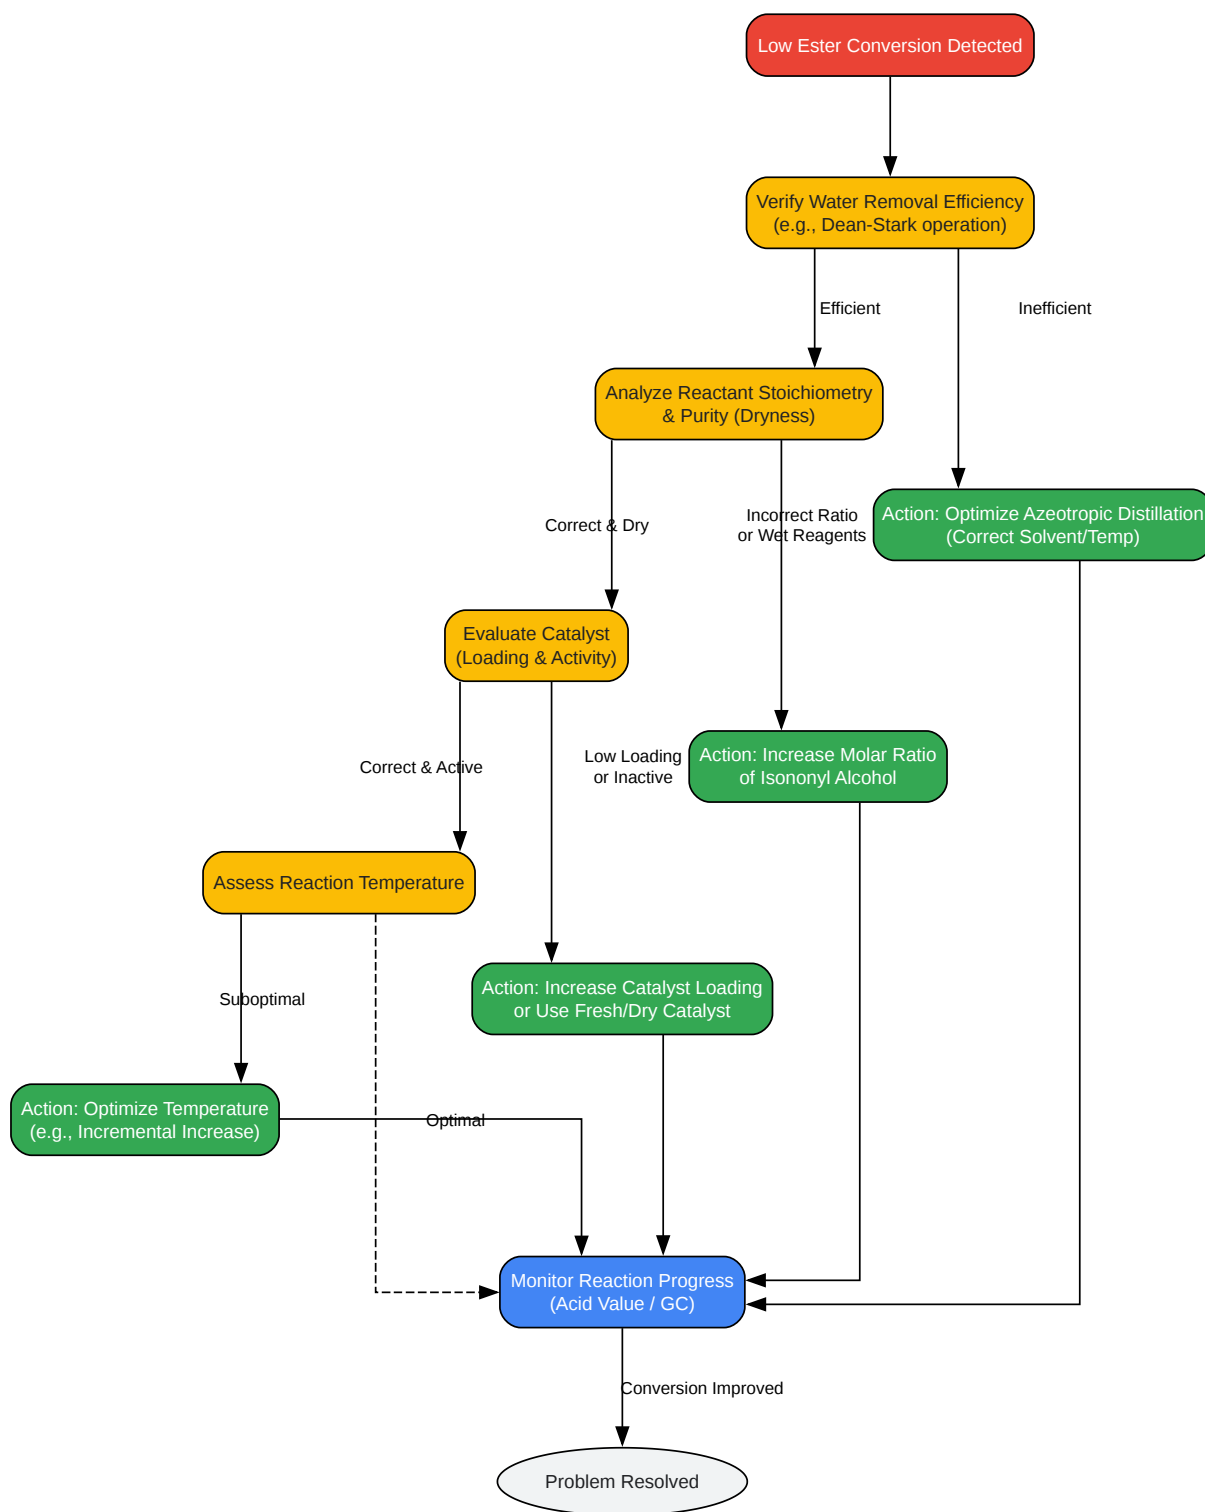 Low Ester Conversion Detected
Verify Water Removal Efficiency
(e.g., Dean-Stark operation)
Efficient
Inefficient
Analyze Reactant Stoichiometry
& Purity (Dryness)
Correct & Dry
Incorrect Ratio
or Wet Reagents
Action: Optimize Azeotropic Distillation
(Correct Solvent/Temp)
Evaluate Catalyst
(Loading & Activity)
Correct & Active
Low Loading
or Inactive
Action: Increase Molar Ratio
of Isononyl Alcohol
Assess Reaction Temperature
Suboptimal
Action: Increase Catalyst Loading
or Use Fresh/Dry Catalyst
Action: Optimize Temperature
(e.g., Incremental Increase)
Optimal
Monitor Reaction Progress
(Acid Value / GC)
Conversion Improved
Problem Resolved